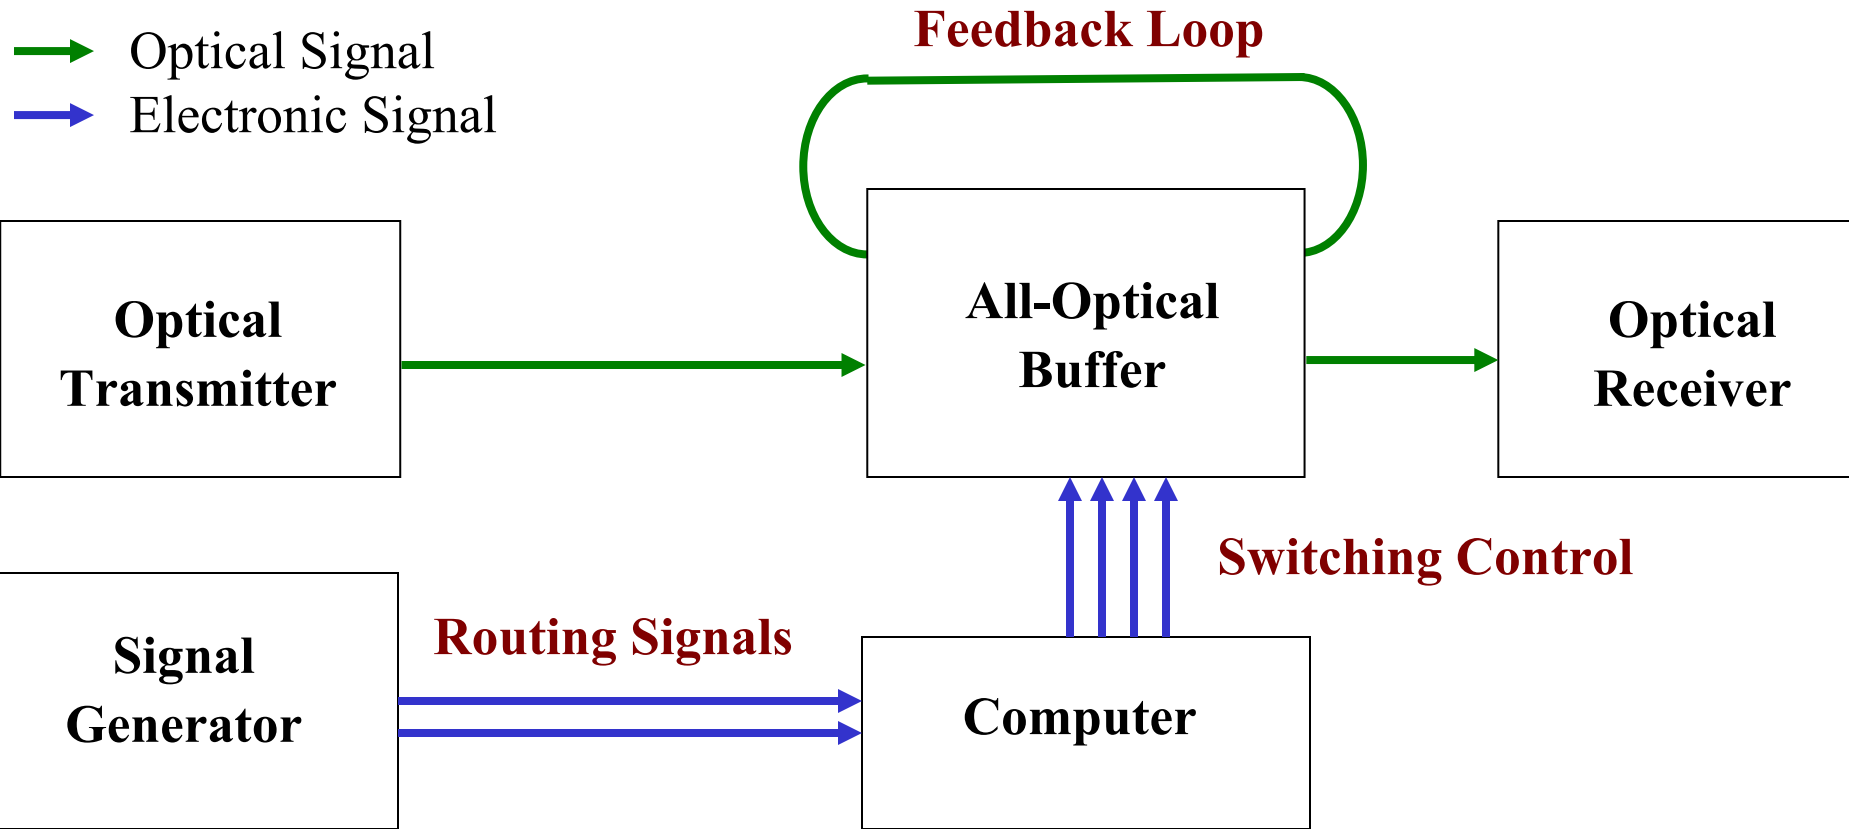 Feedback Loop
Optical Signal
Electronic Signal
Optical
Transmitter
All-Optical
Buffer
Optical
Receiver
Switching Control
Signal
Generator
Routing Signals
Computer